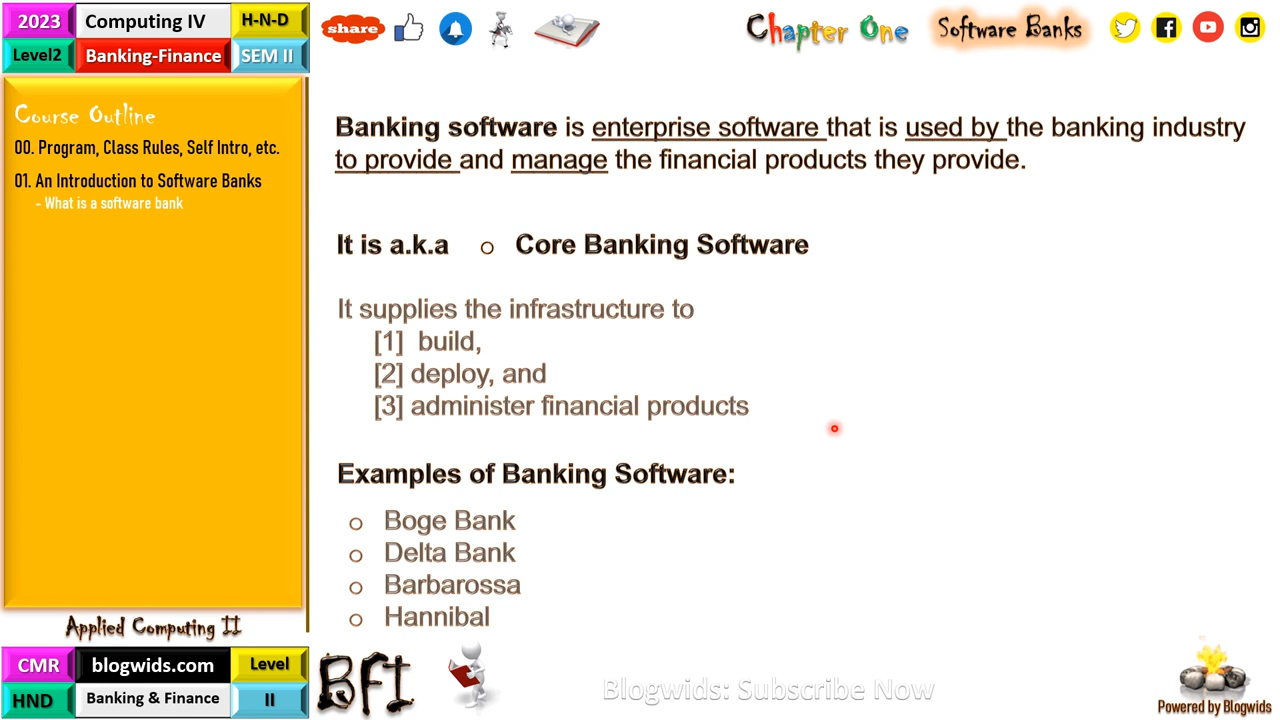 2023 Computing IV H-N-D
Level2 Banking-Finance SEM II
share
Chapter One
Software Banks
Course Outline
00. Program, Class Rules, Self Intro, etc.
01. An Introduction to Software Banks
- What is a software bank
Banking software is enterprise software that is used by the banking industry
to provide and manage the financial products they provide.
It is a.k.a o Core Banking Software
It supplies the infrastructure to
[1] build,
[2] deploy, and
[3] administer financial products
Examples of Banking Software:
o Boge Bank
o Delta Bank
o Barbarossa
o Hannibal
Applied Computing II
CMR blogwids.com Level
HND Banking & Finance II
BFI
Blogwids: Subscribe Now
Powered by Blogwids